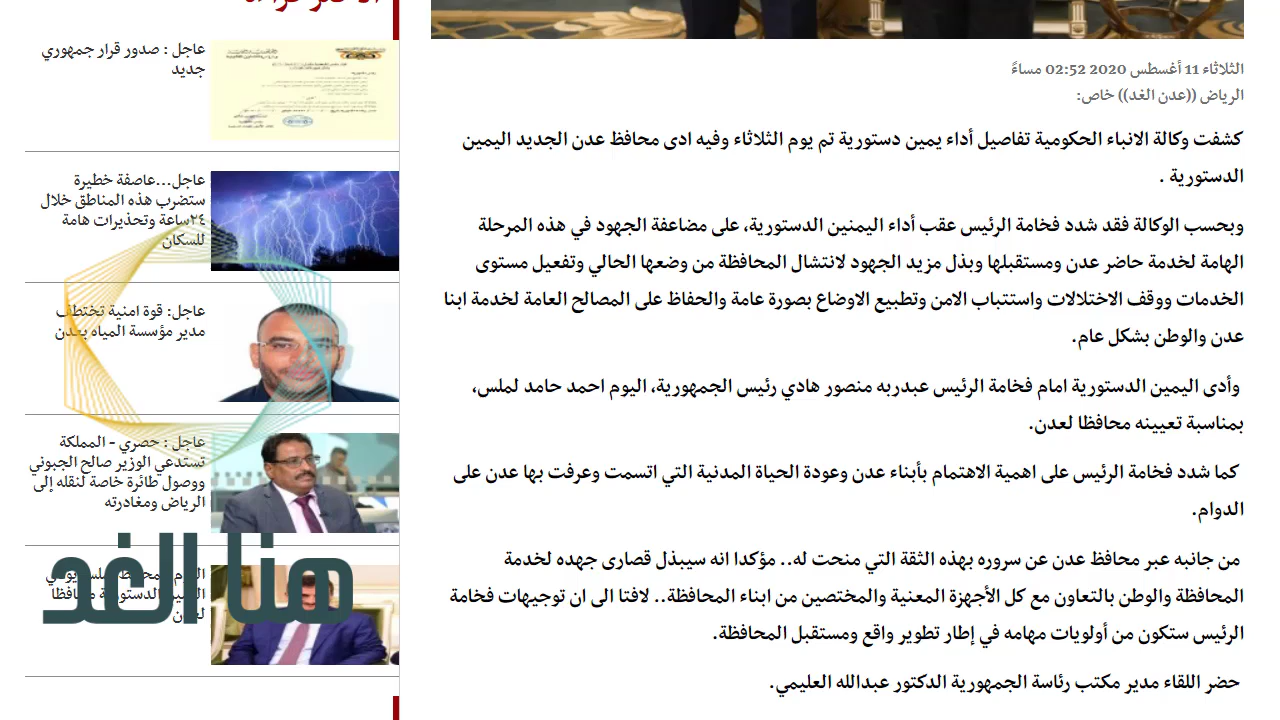 الثلاثاء 11 أغسطس 2020 02:52 مساءً
الرياض ((عدن الغد)) خاص:
كشفت وكالة الانباء الحكومية تفاصيل أداء يمين دستورية تم يوم الثلاثاء وفيه ادى محافظ عدن الجديد اليمين
الدستورية .
وبحسب الوكالة فقد شدد فخامة الرئيس عقب أداء اليمنين الدستورية، على مضاعفة الجهود في هذه المرحلة
الهامة لخدمة حاضر عدن ومستقبلها وبذل مزيد الجهود لانتشال المحافظة من وضعها الحالي وتفعيل مستوى
الخدمات ووقف الاختلالات واستتباب الامن وتطبيع الاوضاع بصورة عامة والحفاظ على المصالح العامة لخدمة ابنا
عدن والوطن بشكل عام.
وأدى اليمين الدستورية امام فخامة الرئيس عبدربه منصور هادي رئيس الجمهورية، اليوم احمد حامد لملس،
بمناسبة تعيينه محافظا لعدن.
كما شدد فخامة الرئيس على اهمية الاهتمام بأبناء عدن وعودة الحياة المدنية التي اتسمت وعرفت بها عدن على
الدوام.
من جانبه عبر محافظ عدن عن سروره بهذه الثقة التي منحت له.. مؤكدا انه سيبذل قصارى جهده لخدمة
المحافظة والوطن بالتعاون مع كل الأجهزة المعنية والمختصين من ابناء المحافظة.. لافتا الى ان توجيهات فخامة
الرئيس ستكون من أولويات مهامه في إطار تطوير واقع ومستقبل المحافظة.
حضر اللقاء مدير مكتب رئاسة الجمهورية الدكتور عبدالله العليمي.
عاجل : صدور قرار جمهوري
جديد
عاجل...عاصفة خطيرة
ستضرب هذه المناطق خلال
٢٤ساعة وتحذيرات هامة
للسكان
عاجل: قوة امنية تختطف
مدير مؤسسة المياه بعدن
عاجل : حصري - المملكة
تستدعي الوزير صالح الجبوني
ووصول طائرة خاصة لنقله إلى
الرياض ومغادرته
هنا الغد